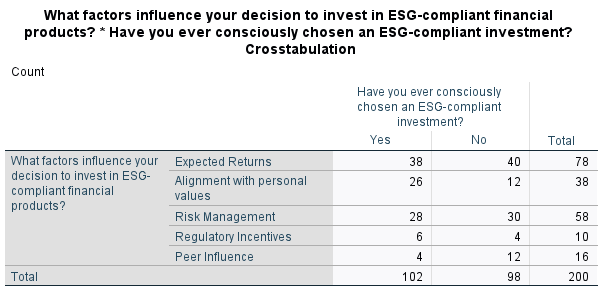 What factors influence your decision to invest in ESG-compliant financial
products? * Have you ever consciously chosen an ESG-compliant investment?
Crosstabulation
Count
Have you ever consciously
chosen an ESG-compliant
investment?
Yes No Total
What factors influence your
decision to invest in ESG-
compliant financial
products?
Expected Returns 38 40 78
Alignment with personal
values 26 12 38
Risk Management 28 30 58
Regulatory Incentives 6 4 10
Peer Influence 4 12 16
Total 102 98 200